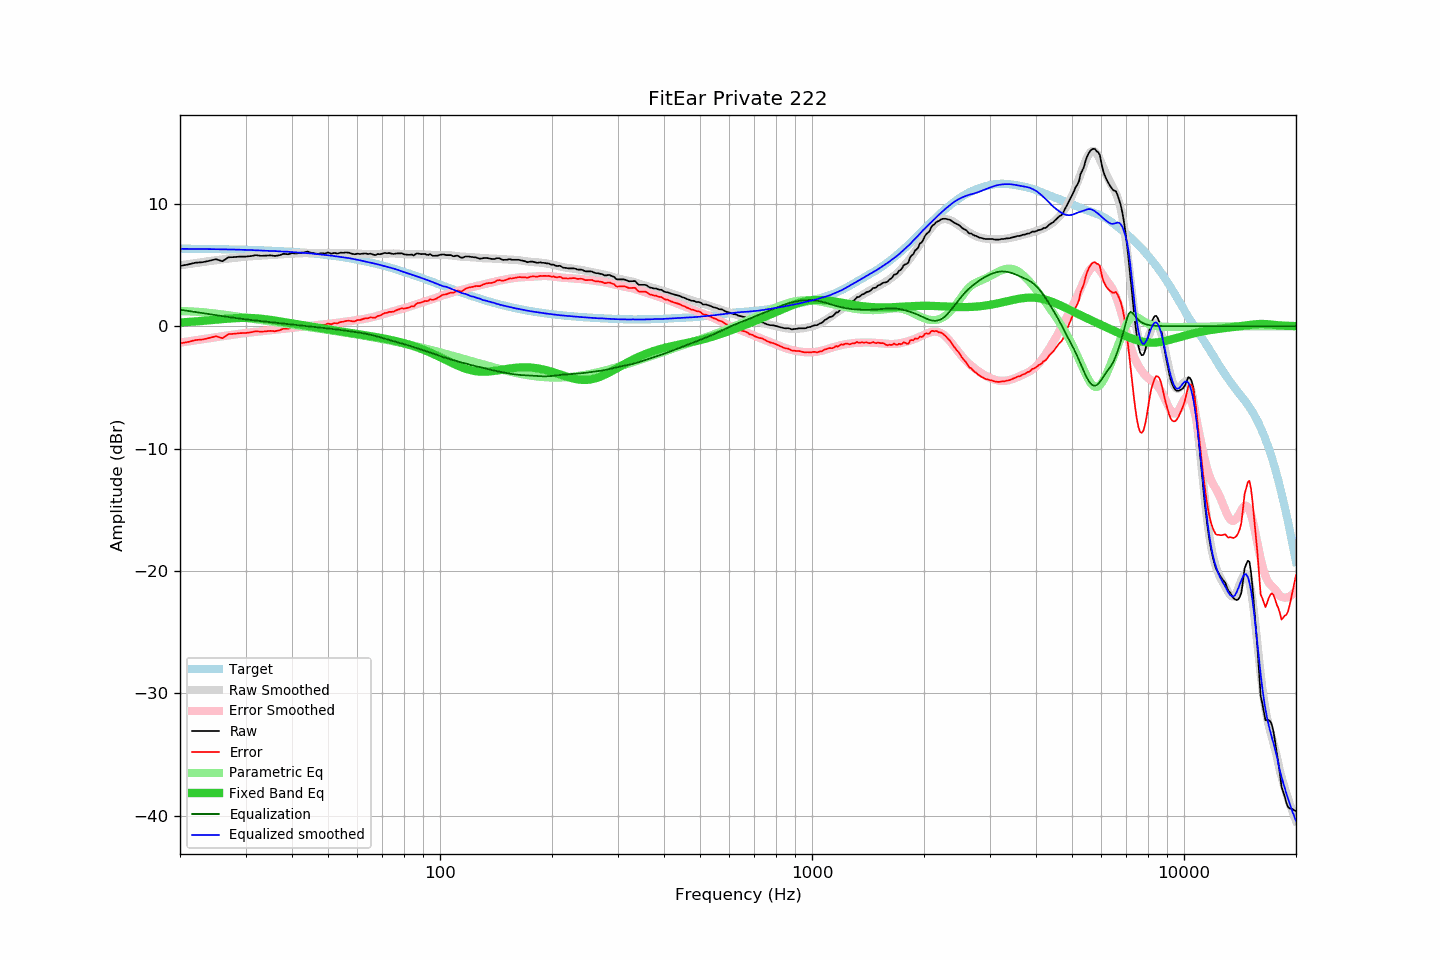 FitEar Private 222
Amplitude (dBr)
10
0
−10
−20
−30
−40
Target
Raw Smoothed
Error Smoothed
Raw
Error
Parametric Eq
Fixed Band Eq
Equalization
Equalized smoothed
100
1000
10000
Frequency (Hz)